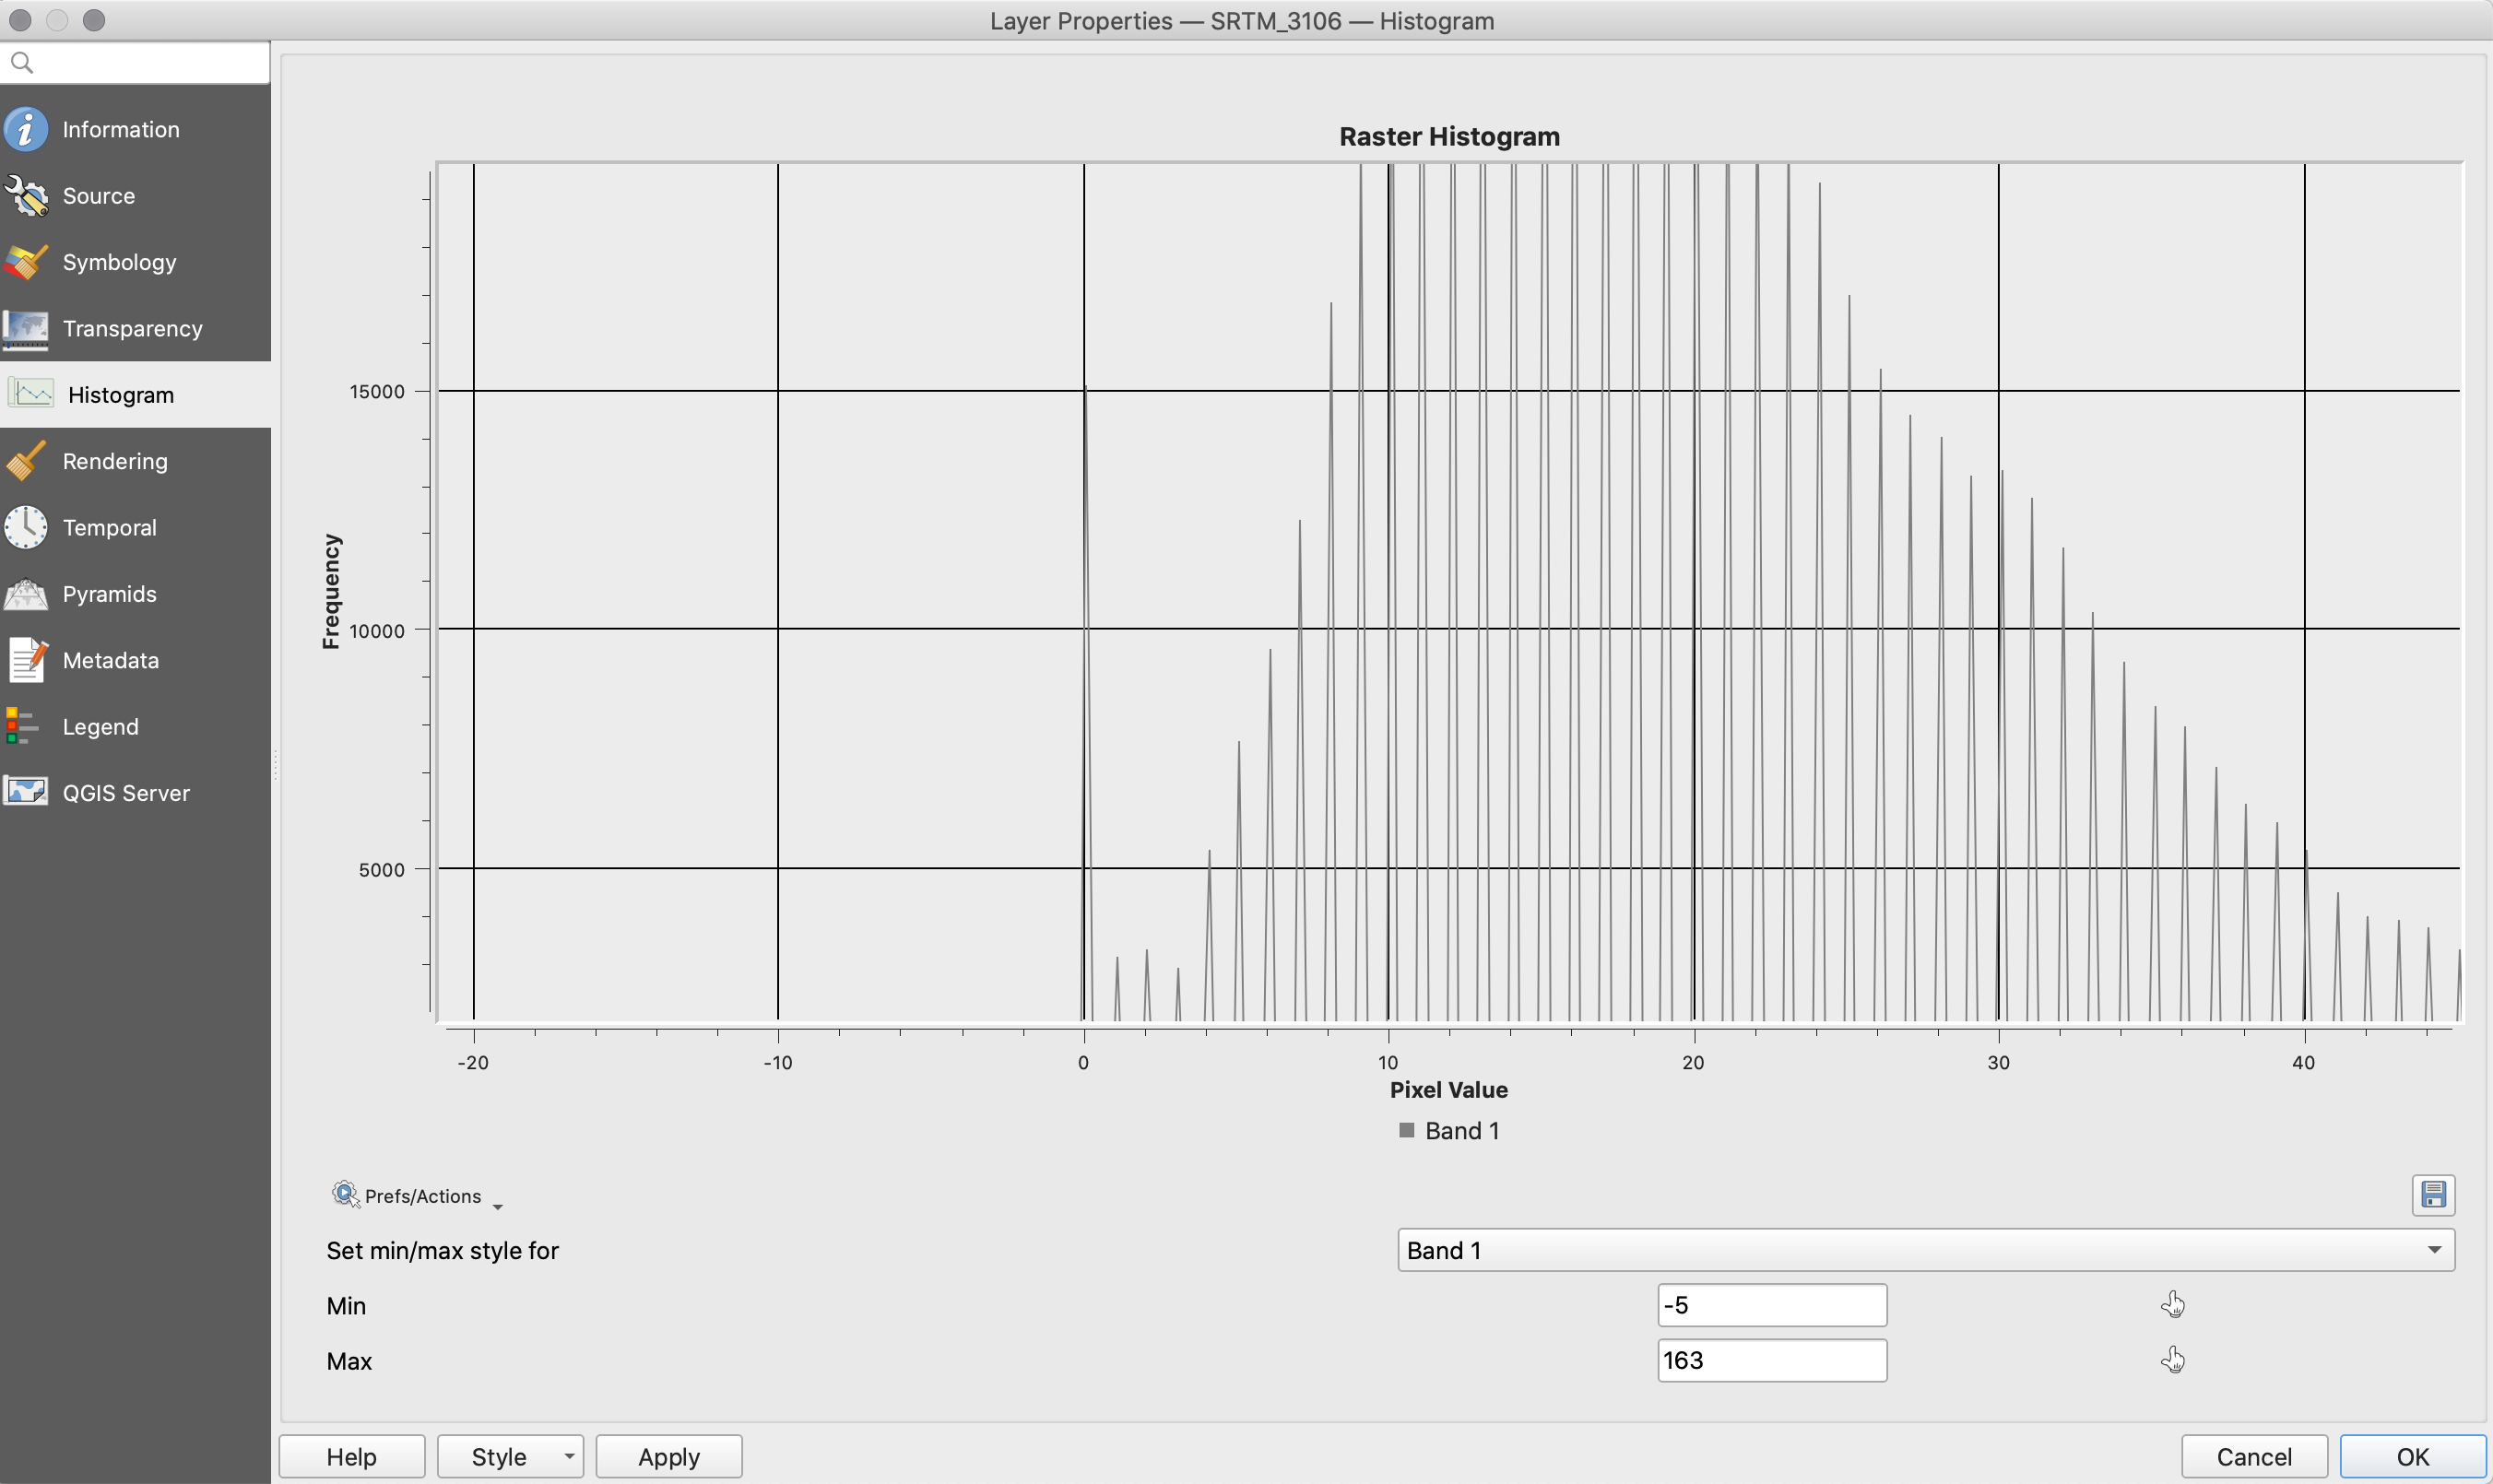 Layer Properties — SRTM_3106 — Histogram
Information
Source
Symbology
Transparency
Histogram
Rendering
Temporal
Pyramids
Metadata
Legend
QGIS Server
Raster Histogram
15000
10000
5000
Frequency
-20 -10 0 10 20 30 40
Pixel Value
Band 1
Prefs/Actions
Set min/max style for Band 1
Min -5
Max 163
Help Style Apply Cancel OK